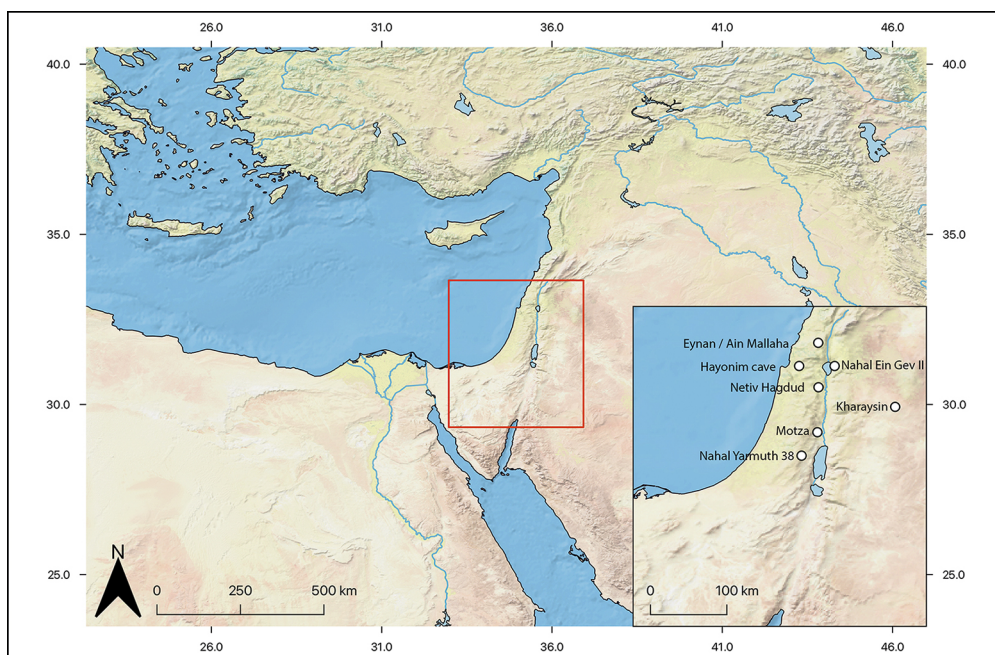 26.0 31.0 36.0 41.0 46.0
40.0 40.0
35.0 35.0
Eynan / Ain Mallaha
Hayonim cave Nahal Ein Gev II
Netiv Hagdud
30.0 Kharaysin 30.0
Motza
Nahal Yarmuth 38
N
25.0 25.0
0 250 500 km 0 100 km
26.0 31.0 36.0 41.0 46.0